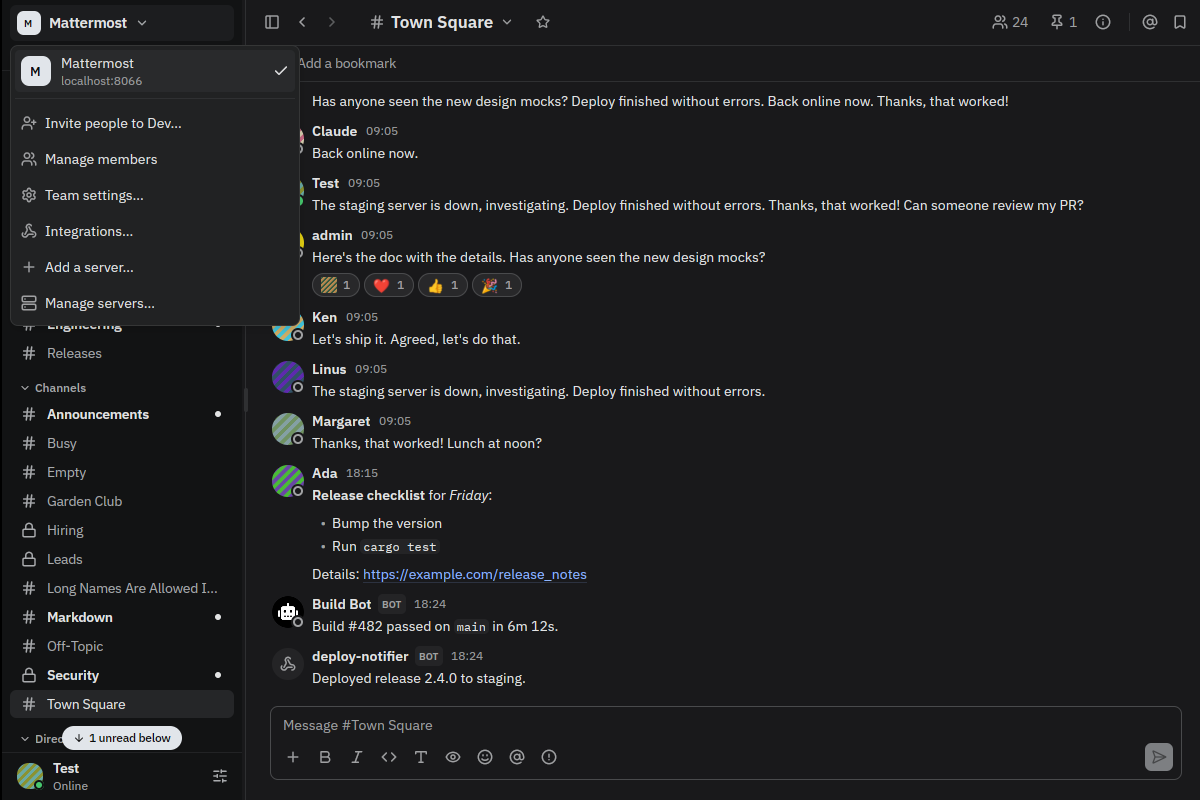 M Mattermost
Town Square
24
1
M Mattermost
localhost:8066
Invite people to Dev...
Manage members
Team settings...
Integrations...
Add a server...
Manage servers...
Engineering
Releases
Channels
Announcements
Busy
Empty
Garden Club
Hiring
Leads
Long Names Are Allowed I...
Markdown
Off-Topic
Security
Town Square
Direc
1 unread below
Test
Online
Add a bookmark
Has anyone seen the new design mocks? Deploy finished without errors. Back online now. Thanks, that worked!
Claude 09:05
Back online now.
Test 09:05
The staging server is down, investigating. Deploy finished without errors. Thanks, that worked! Can someone review my PR?
admin 09:05
Here's the doc with the details. Has anyone seen the new design mocks?
1 ❤️ 1 👍 1 🎉 1
Ken 09:05
Let's ship it. Agreed, let's do that.
Linus 09:05
The staging server is down, investigating. Deploy finished without errors.
Margaret 09:05
Thanks, that worked! Lunch at noon?
Ada 18:15
Release checklist for Friday:
• Bump the version
• Run cargo test
Details: https://example.com/release_notes
Build Bot BOT 18:24
Build #482 passed on main in 6m 12s.
deploy-notifier BOT 18:24
Deployed release 2.4.0 to staging.
Message #Town Square